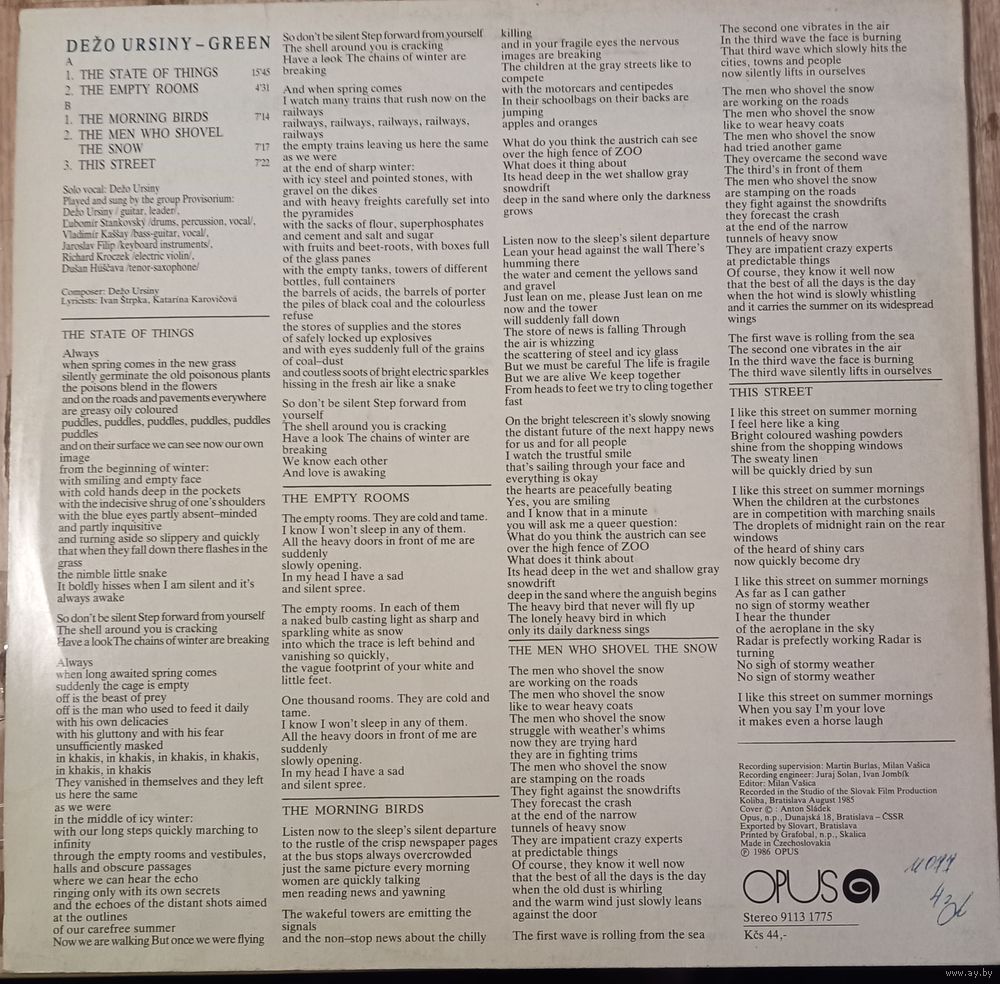 DEŽO URSINY – GREEN
A
1. THE STATE OF THINGS 15'45
2. THE EMPTY ROOMS 4'31
B
1. THE MORNING BIRDS 7'14
2. THE MEN WHO SHOVEL
THE SNOW 7'17
3. THIS STREET 7'22
Solo vocal: Dežo Ursiny
Played and sung by the group Provisorium:
Dežo Ursiny /guitar, leader/,
Ľubomír Stankovský /drums, percussion, vocal/,
Vladimír Kaššay /bass-guitar, vocal/,
Jaroslav Filip /keyboard instruments/,
Richard Kroczek /electric violin/,
Dušan Húščava /tenor-saxophone/
Composer: Dežo Ursiny
Lyricists: Ivan Štrpka, Katarína Karovičová
THE STATE OF THINGS
Always
when spring comes in the new grass
silently germinate the old poisonous plants
the poisons blend in the flowers
and on the roads and pavements everywhere
are greasy oily coloured
puddles, puddles, puddles, puddles, puddles
puddles
and on their surface we can see now our own
image
from the beginning of winter:
with smiling and empty face
with cold hands deep in the pockets
with the indecisive shrug of one's shoulders
with the blue eyes partly absent–minded
and partly inquisitive
and turning aside so slippery and quickly
that when they fall down there flashes in the
grass
the nimble little snake
It boldly hisses when I am silent and it's
always awake
So don't be silent Step forward from yourself
The shell around you is cracking
Have a look The chains of winter are breaking
Always
when long awaited spring comes
suddenly the cage is empty
off is the beast of prey
off is the man who used to feed it daily
with his own delicacies
with his gluttony and with his fear
unsufficiently masked
in khakis, in khakis, in khakis, in khakis,
in khakis, in khakis
They vanished in themselves and they left
us here the same
as we were
in the middle of icy winter:
with our long steps quickly marching to
infinity
through the empty rooms and vestibules,
halls and obscure passages
where we can hear the echo
ringing only with its own secrets
and the echoes of the distant shots aimed
at the outlines
of our carefree summer
Now we are walking But once we were flying
So don't be silent Step forward from yourself
The shell around you is cracking
Have a look The chains of winter are
breaking
And when spring comes
I watch many trains that rush now on the
railways
railways, railways, railways, railways,
railways
the empty trains leaving us here the same
as we were
at the end of sharp winter:
with icy steel and pointed stones, with
gravel on the dikes
and with heavy freights carefully set into
the pyramids
with the sacks of flour, superphosphates
and cement and salt and sugar
with fruits and beet-roots, with boxes full
of the glass panes
with the empty tanks, towers of different
bottles, full containers
the barrels of acids, the barrels of porter
the piles of black coal and the colourless
refuse
the stores of supplies and the stores
of safely locked up explosives
and with eyes suddenly full of the grains
of coal–dust
and coutless soots of bright electric sparkles
hissing in the fresh air like a snake
So don't be silent Step forward from
yourself
The shell around you is cracking
Have a look The chains of winter are
breaking
We know each other
And love is awaking
THE EMPTY ROOMS
The empty rooms. They are cold and tame.
I know I won't sleep in any of them.
All the heavy doors in front of me are
suddenly
slowly opening.
In my head I have a sad
and silent spree.
The empty rooms. In each of them
a naked bulb casting light as sharp and
sparkling white as snow
into which the trace is left behind and
vanishing so quickly,
the vague footprint of your white and
little feet.
One thousand rooms. They are cold and
tame.
I know I won't sleep in any of them.
All the heavy doors in front of me are
suddenly
slowly opening.
In my head I have a sad
and silent spree.
THE MORNING BIRDS
Listen now to the sleep's silent departure
to the rustle of the crisp newspaper pages
at the bus stops always overcrowded
just the same picture every morning
women are quickly talking
men reading news and yawning
The wakeful towers are emitting the
signals
and the non–stop news about the chilly
killing
and in your fragile eyes the nervous
images are breaking
The children at the gray streets like to
compete
with the motorcars and centipedes
In their schoolbags on their backs are
jumping
apples and oranges
What do you think the austrich can see
over the high fence of ZOO
What does it thing about
Its head deep in the wet shallow gray
snowdrift
deep in the sand where only the darkness
grows
Listen now to the sleep's silent departure
Lean your head against the wall There's
humming there
the water and cement the yellows sand
and gravel
Just lean on me, please Just lean on me
now and the tower
will suddenly fall down
The store of news is falling Through
the air is whizzing
the scattering of steel and icy glass
But we must be careful The life is fragile
But we are alive We keep together
From heads to feet we try to cling together
fast
On the bright telescreen it's slowly snowing
the distant future of the next happy news
for us and for all people
I watch the trustful smile
that's sailing through your face and
everything is okay
the hearts are peacefully beating
Yes, you are smiling
and I know that in a minute
you will ask me a queer question:
What do you think the austrich can see
over the high fence of ZOO
What does it think about
Its head deep in the wet and shallow gray
snowdrift
deep in the sand where the anguish begins
The heavy bird that never will fly up
The lonely heavy bird in which
only its daily darkness sings
THE MEN WHO SHOVEL THE SNOW
The men who shovel the snow
are working on the roads
The men who shovel the snow
like to wear heavy coats
The men who shovel the snow
struggle with weather's whims
now they are trying hard
they are in fighting trims
The men who shovel the snow
are stamping on the roads
They fight against the snowdrifts
They forecast the crash
at the end of the narrow
tunnels of heavy snow
They are impatient crazy experts
at predictable things
Of course, they know it well now
that the best of all the days is the day
when the old dust is whirling
and the warm wind just slowly leans
against the door
The first wave is rolling from the sea
The second one vibrates in the air
In the third wave the face is burning
That third wave which slowly hits the
cities, towns and people
now silently lifts in ourselves
The men who shovel the snow
are working on the roads
The men who shovel the snow
like to wear heavy coats
The men who shovel the snow
had tried another game
They overcame the second wave
The third's in front of them
The men who shovel the snow
are stamping on the roads
they fight against the snowdrifts
they forecast the crash
at the end of the narrow
tunnels of heavy snow
They are impatient crazy experts
at predictable things
Of course, they know it well now
that the best of all the days is the day
when the hot wind is slowly whistling
and it carries the summer on its widespread
wings
The first wave is rolling from the sea
The second one vibrates in the air
In the third wave the face is burning
The third wave silently lifts in ourselves
THIS STREET
I like this street on summer morning
I feel here like a king
Bright coloured washing powders
shine from the shopping windows
The sweaty linen
will be quickly dried by sun
I like this street on summer mornings
When the children at the curbstones
are in competition with marching snails
The droplets of midnight rain on the rear
windows
of the heard of shiny cars
now quickly become dry
I like this street on summer mornings
As far as I can gather
no sign of stormy weather
I hear the thunder
of the aeroplane in the sky
Radar is prefectly working Radar is
turning
No sign of stormy weather
No sign of stormy weather
I like this street on summer mornings
When you say I'm your love
it makes even a horse laugh
Recording supervision: Martin Burlas, Milan Vašica
Recording engineer: Juraj Solan, Ivan Jombík
Editor: Milan Vašica
Recorded in the Studio of the Slovak Film Production
Koliba, Bratislava August 1985
Cover © : Anton Sládek
Opus, n.p., Dunajská 18, Bratislava – ČSSR
Exported by Slovart, Bratislava
Printed by Grafobal, n.p., Skalica
Made in Czechoslovakia
℗ 1986 OPUS
OPUS
Stereo 9113 1775
Kčs 44,-
www.ay.by